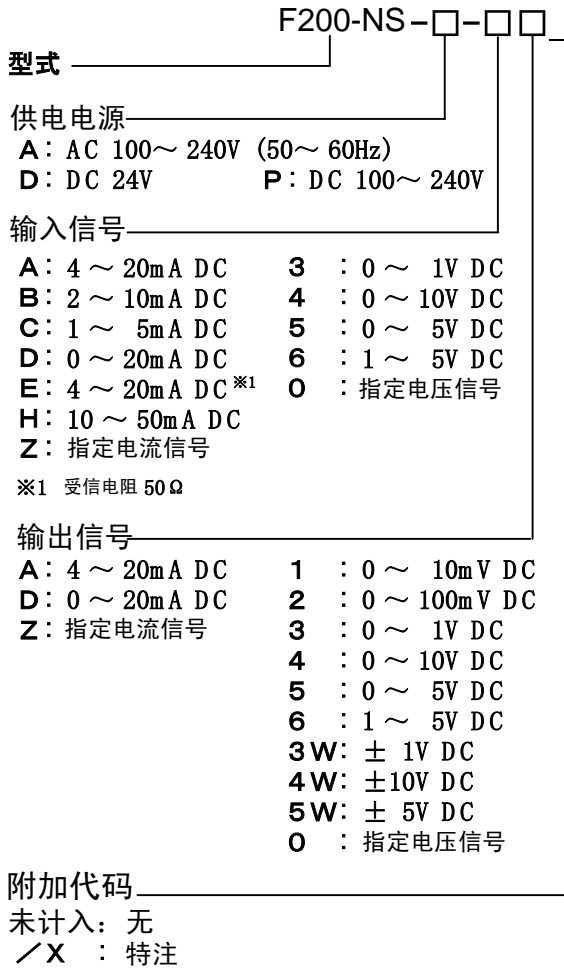 F200-NS-□-□□_
型式
供电电源
A：AC 100～240V (50～60Hz)
D：DC 24V P：DC 100～240V
输入信号
A：4～20mA DC 3 ：0～ 1V DC
B：2～10mA DC 4 ：0～10V DC
C：1～ 5mA DC 5 ：0～ 5V DC
D：0～20mA DC 6 ：1～ 5V DC
E：4～20mA DC※1 0 ：指定电压信号
H：10～50mA DC
Z：指定电流信号
※1 受信电阻 50Ω
输出信号
A：4～20mA DC 1 ：0～ 10mV DC
D：0～20mA DC 2 ：0～100mV DC
Z：指定电流信号 3 ：0～ 1V DC
4 ：0～10V DC
5 ：0～ 5V DC
6 ：1～ 5V DC
3W：± 1V DC
4W：±10V DC
5W：± 5V DC
0 ：指定电压信号
附加代码
未计入：无
／X ：特注